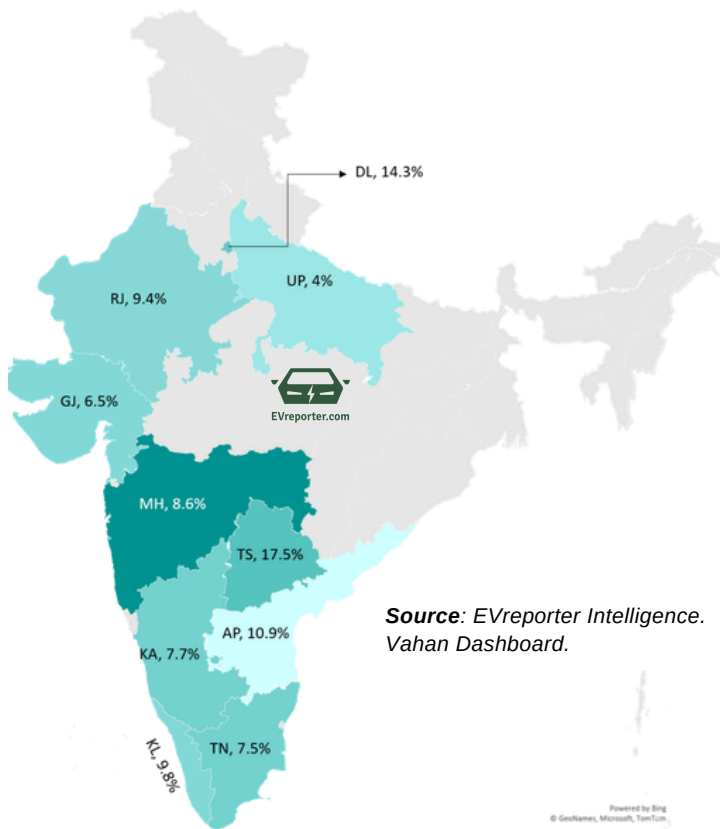 DL, 14.3%
UP, 4%
RJ, 9.4%
EVreporter.com
GJ, 6.5%
MH, 8.6%
TS, 17.5%
Source: EVreporter Intelligence.
Vahan Dashboard.
AP, 10.9%
KA, 7.7%
TN, 7.5%
KL, 9.8%
Powered by Bing
© GeoNames, Microsoft, TomTom